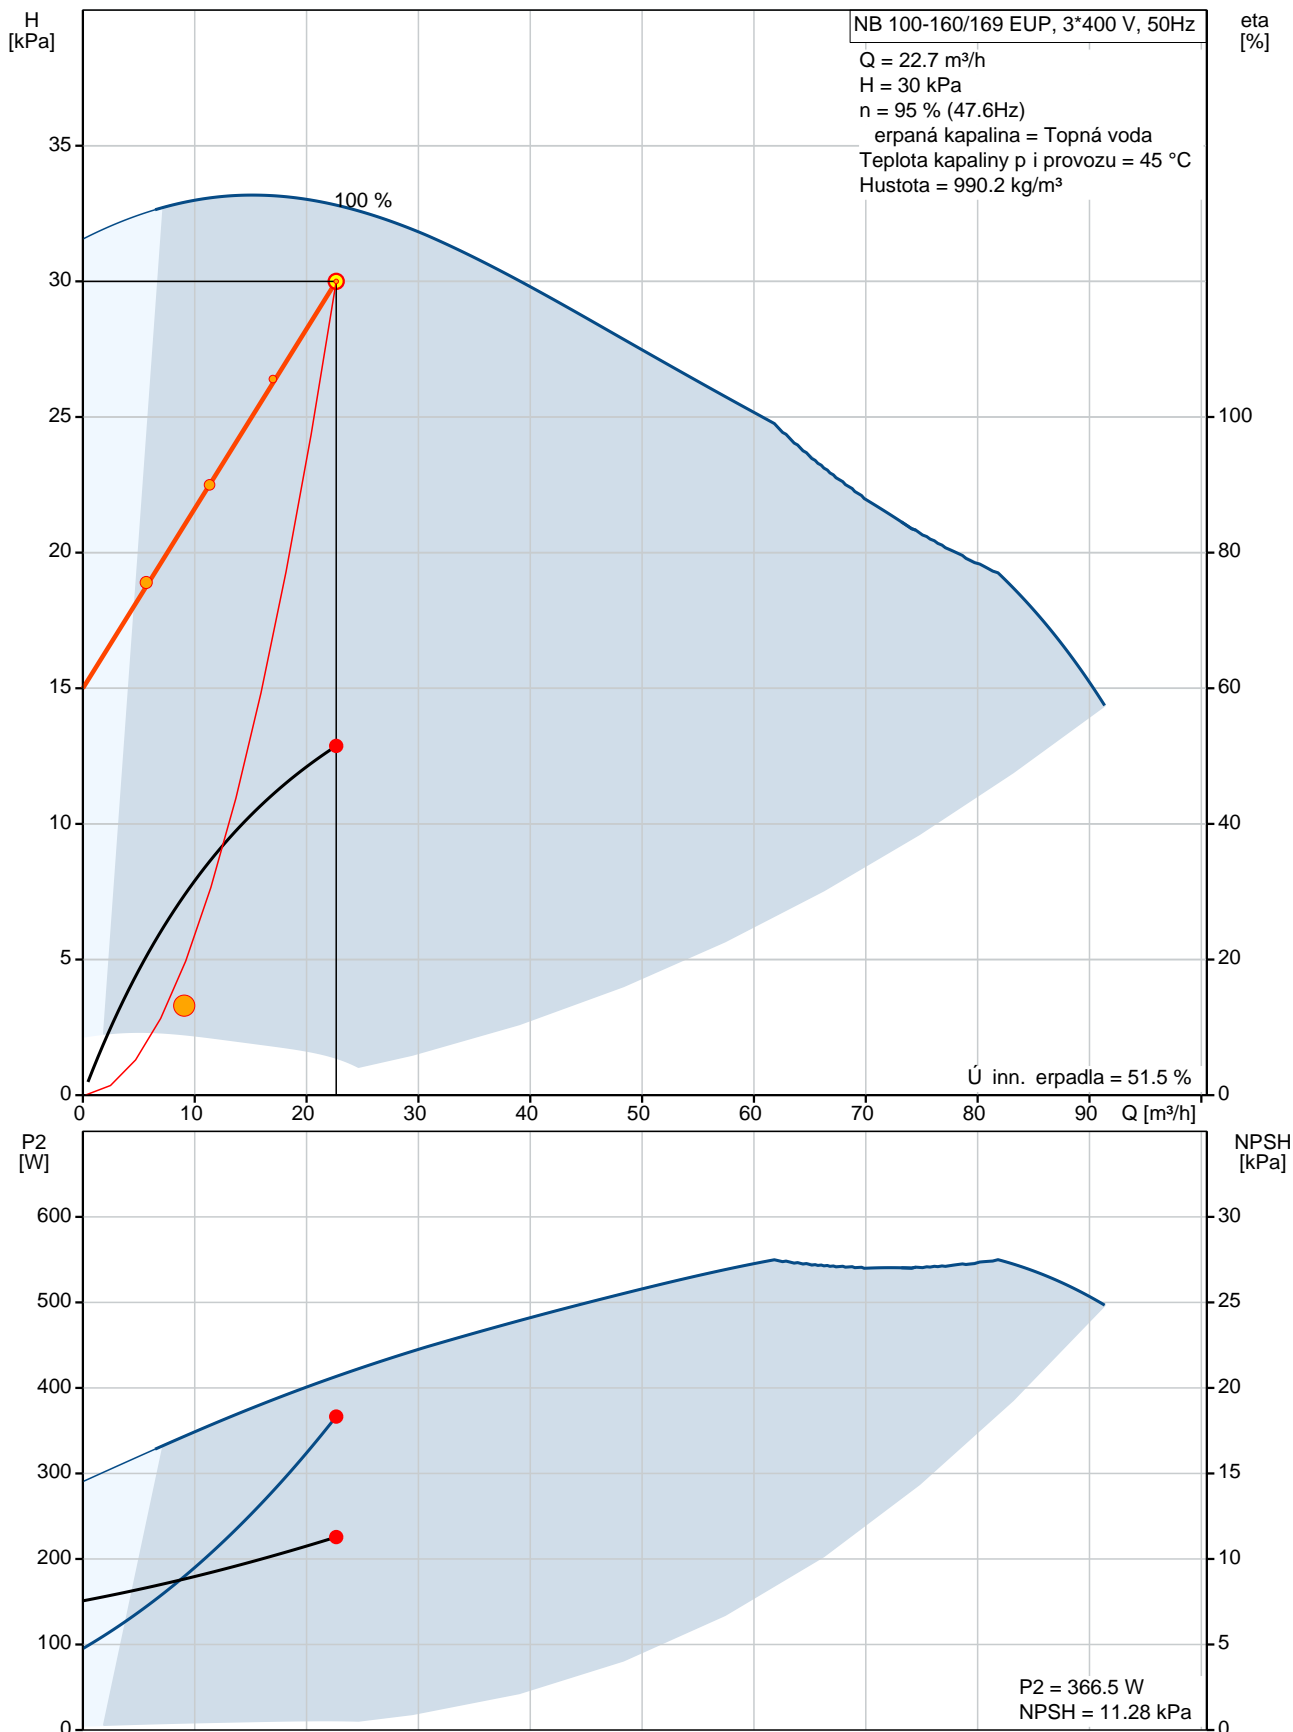 H
[kPa]
eta
[%]
NB 100-160/169 EUP, 3*400 V, 50Hz
Q = 22.7 m³/h
H = 30 kPa
n = 95 % (47.6Hz)
erpaná kapalina = Topná voda
Teplota kapaliny p i provozu = 45 °C
Hustota = 990.2 kg/m³
100 %
35
30
25
20
15
10
5
0
100
80
60
40
20
0
Ú inn. erpadla = 51.5 %
0 10 20 30 40 50 60 70 80 90 Q [m³/h]
P2
[W]
NPSH
[kPa]
600
500
400
300
200
100
0
30
25
20
15
10
5
0
P2 = 366.5 W
NPSH = 11.28 kPa